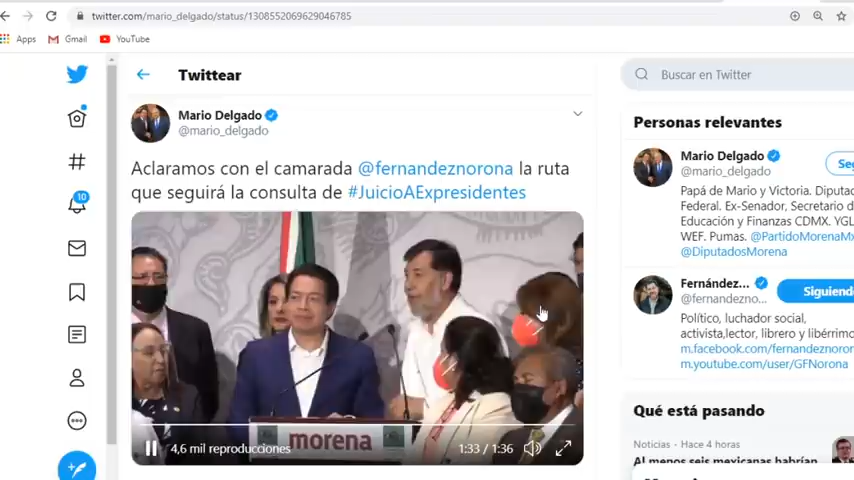 twitter.com/mario_delgado/status/1308552069629046785
Apps Gmail YouTube
Twittear
Buscar en Twitter
Mario Delgado
@mario_delgado
Aclaramos con el camarada @fernandeznorona la ruta
que seguirá la consulta de #JuicioAExpresidentes
morena
4,6 mil reproducciones 1:33 / 1:36
10
Personas relevantes
Mario Delgado
@mario_delgado
Papá de Mario y Victoria. Diputa
Federal. Ex-Senador, Secretario d
Educación y Finanzas CDMX. YGL
WEF. Pumas. @PartidoMorenaMx
@DiputadosMorena
Fernández...
@fernandezno...
Siguiend
Político, luchador social,
activista,lector, librero y libérrimo
m.facebook.com/fernandeznoror
m.youtube.com/user/GFNorona
Qué está pasando
Noticias · Hace 4 horas
Al menos seis mexicanas habrían